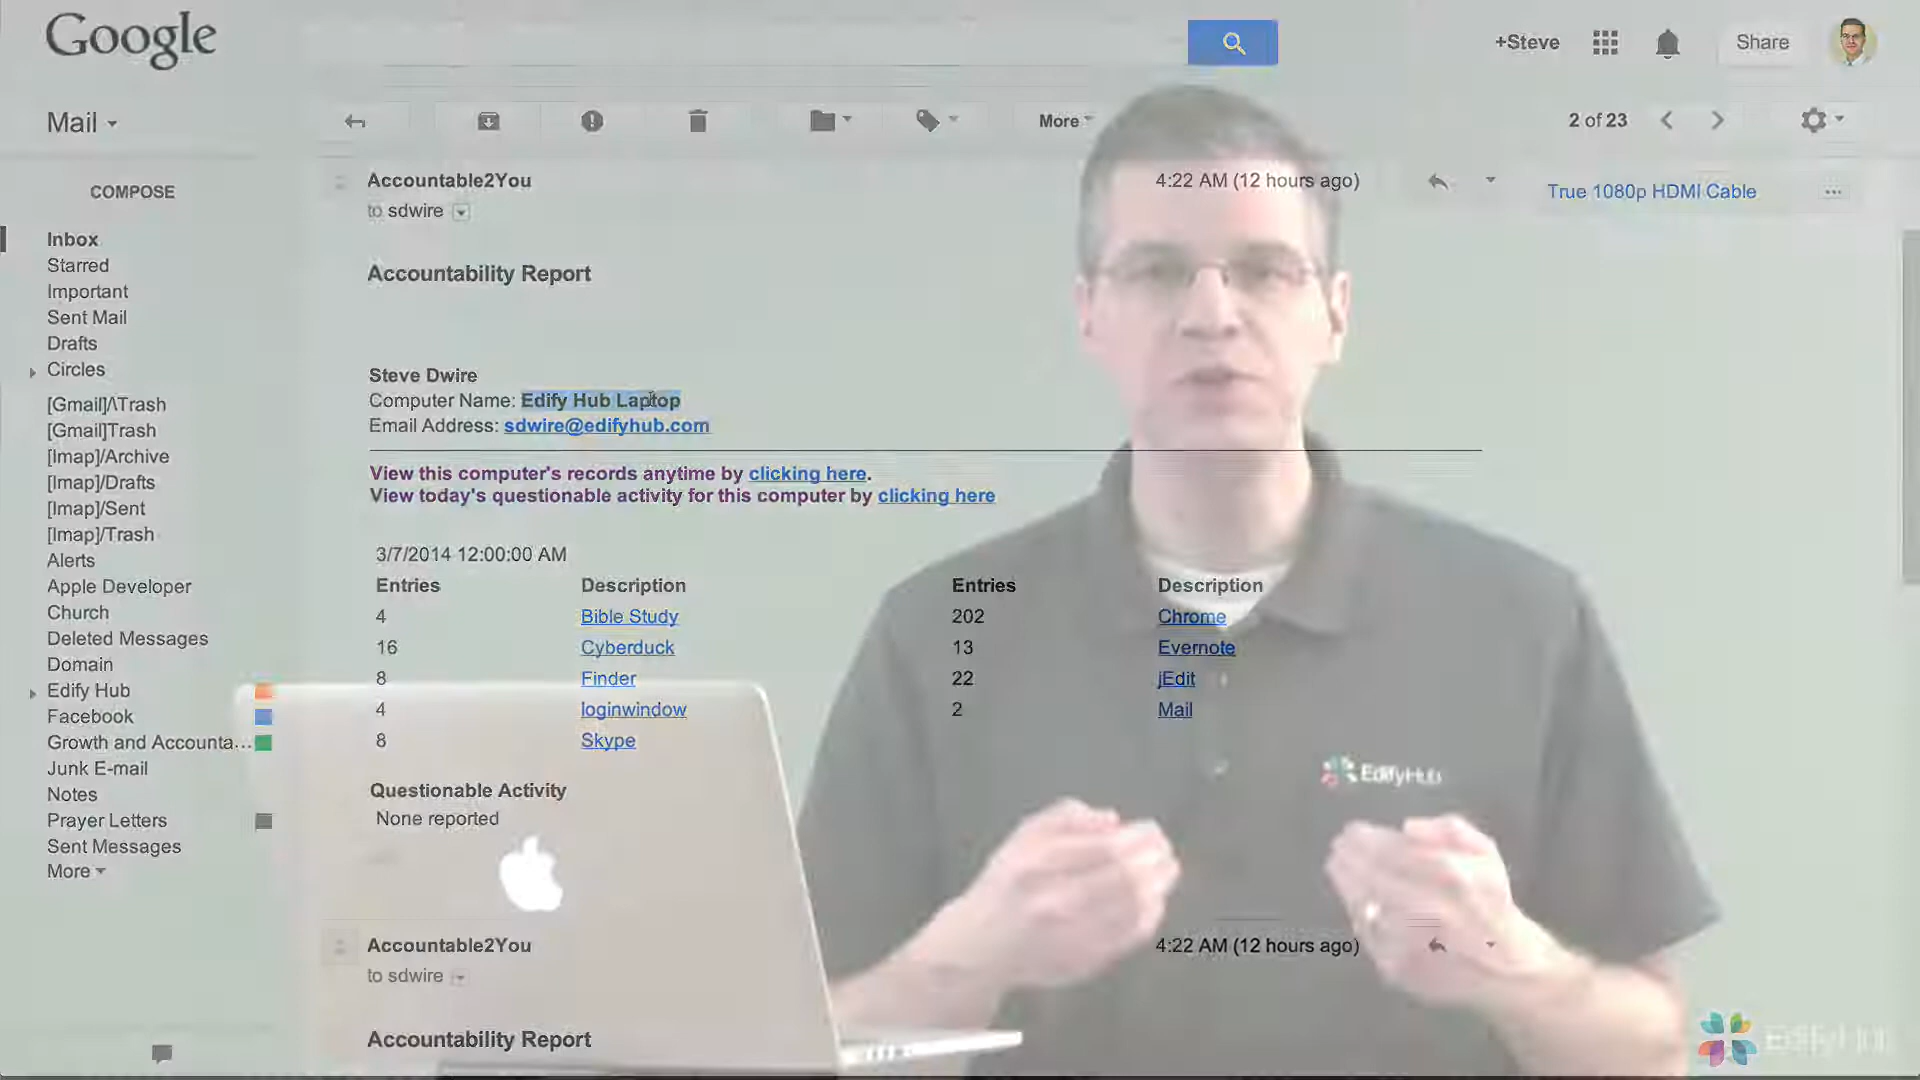 Google
+Steve
Share
Mail
More
2 of 23
COMPOSE
Inbox
Starred
Important
Sent Mail
Drafts
Circles
[Gmail]/\Trash
[Gmail]Trash
[Imap]/Archive
[Imap]/Drafts
[Imap]/Sent
[Imap]/Trash
Alerts
Apple Developer
Church
Deleted Messages
Domain
Edify Hub
Facebook
Growth and Accounta...
Junk E-mail
Notes
Prayer Letters
Sent Messages
More
Accountable2You
4:22 AM (12 hours ago)
to sdwire
True 1080p HDMI Cable
Accountability Report
Steve Dwire
Computer Name: Edify Hub Laptop
Email Address: sdwire@edifyhub.com
View this computer's records anytime by clicking here.
View today's questionable activity for this computer by clicking here
3/7/2014 12:00:00 AM
Entries Description Entries Description
4 Bible Study 202 Chrome
16 Cyberduck 13 Evernote
8 Finder 22 jEdit
4 loginwindow 2 Mail
8 Skype
Questionable Activity
None reported
EdifyHub
Accountable2You
4:22 AM (12 hours ago)
to sdwire
Accountability Report
EdifyHub